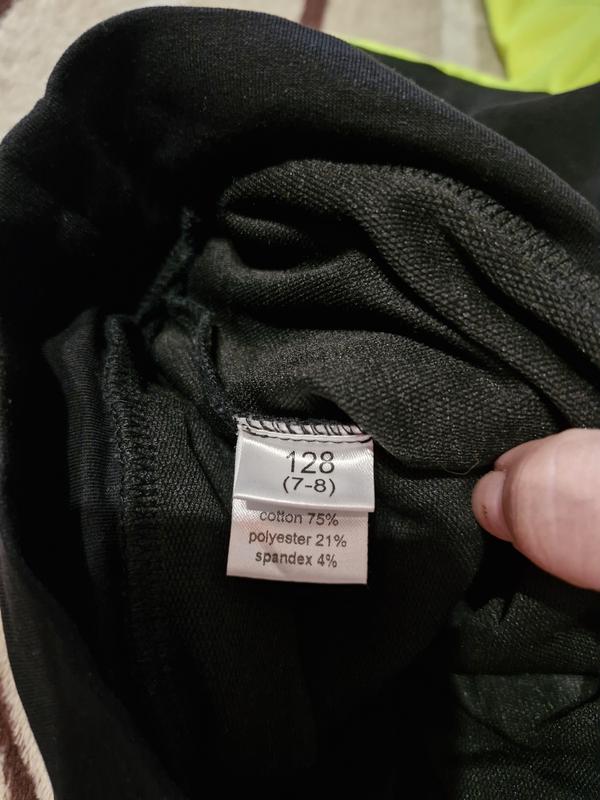 128
(7-8)
cotton 75%
polyester 21%
spandex 4%